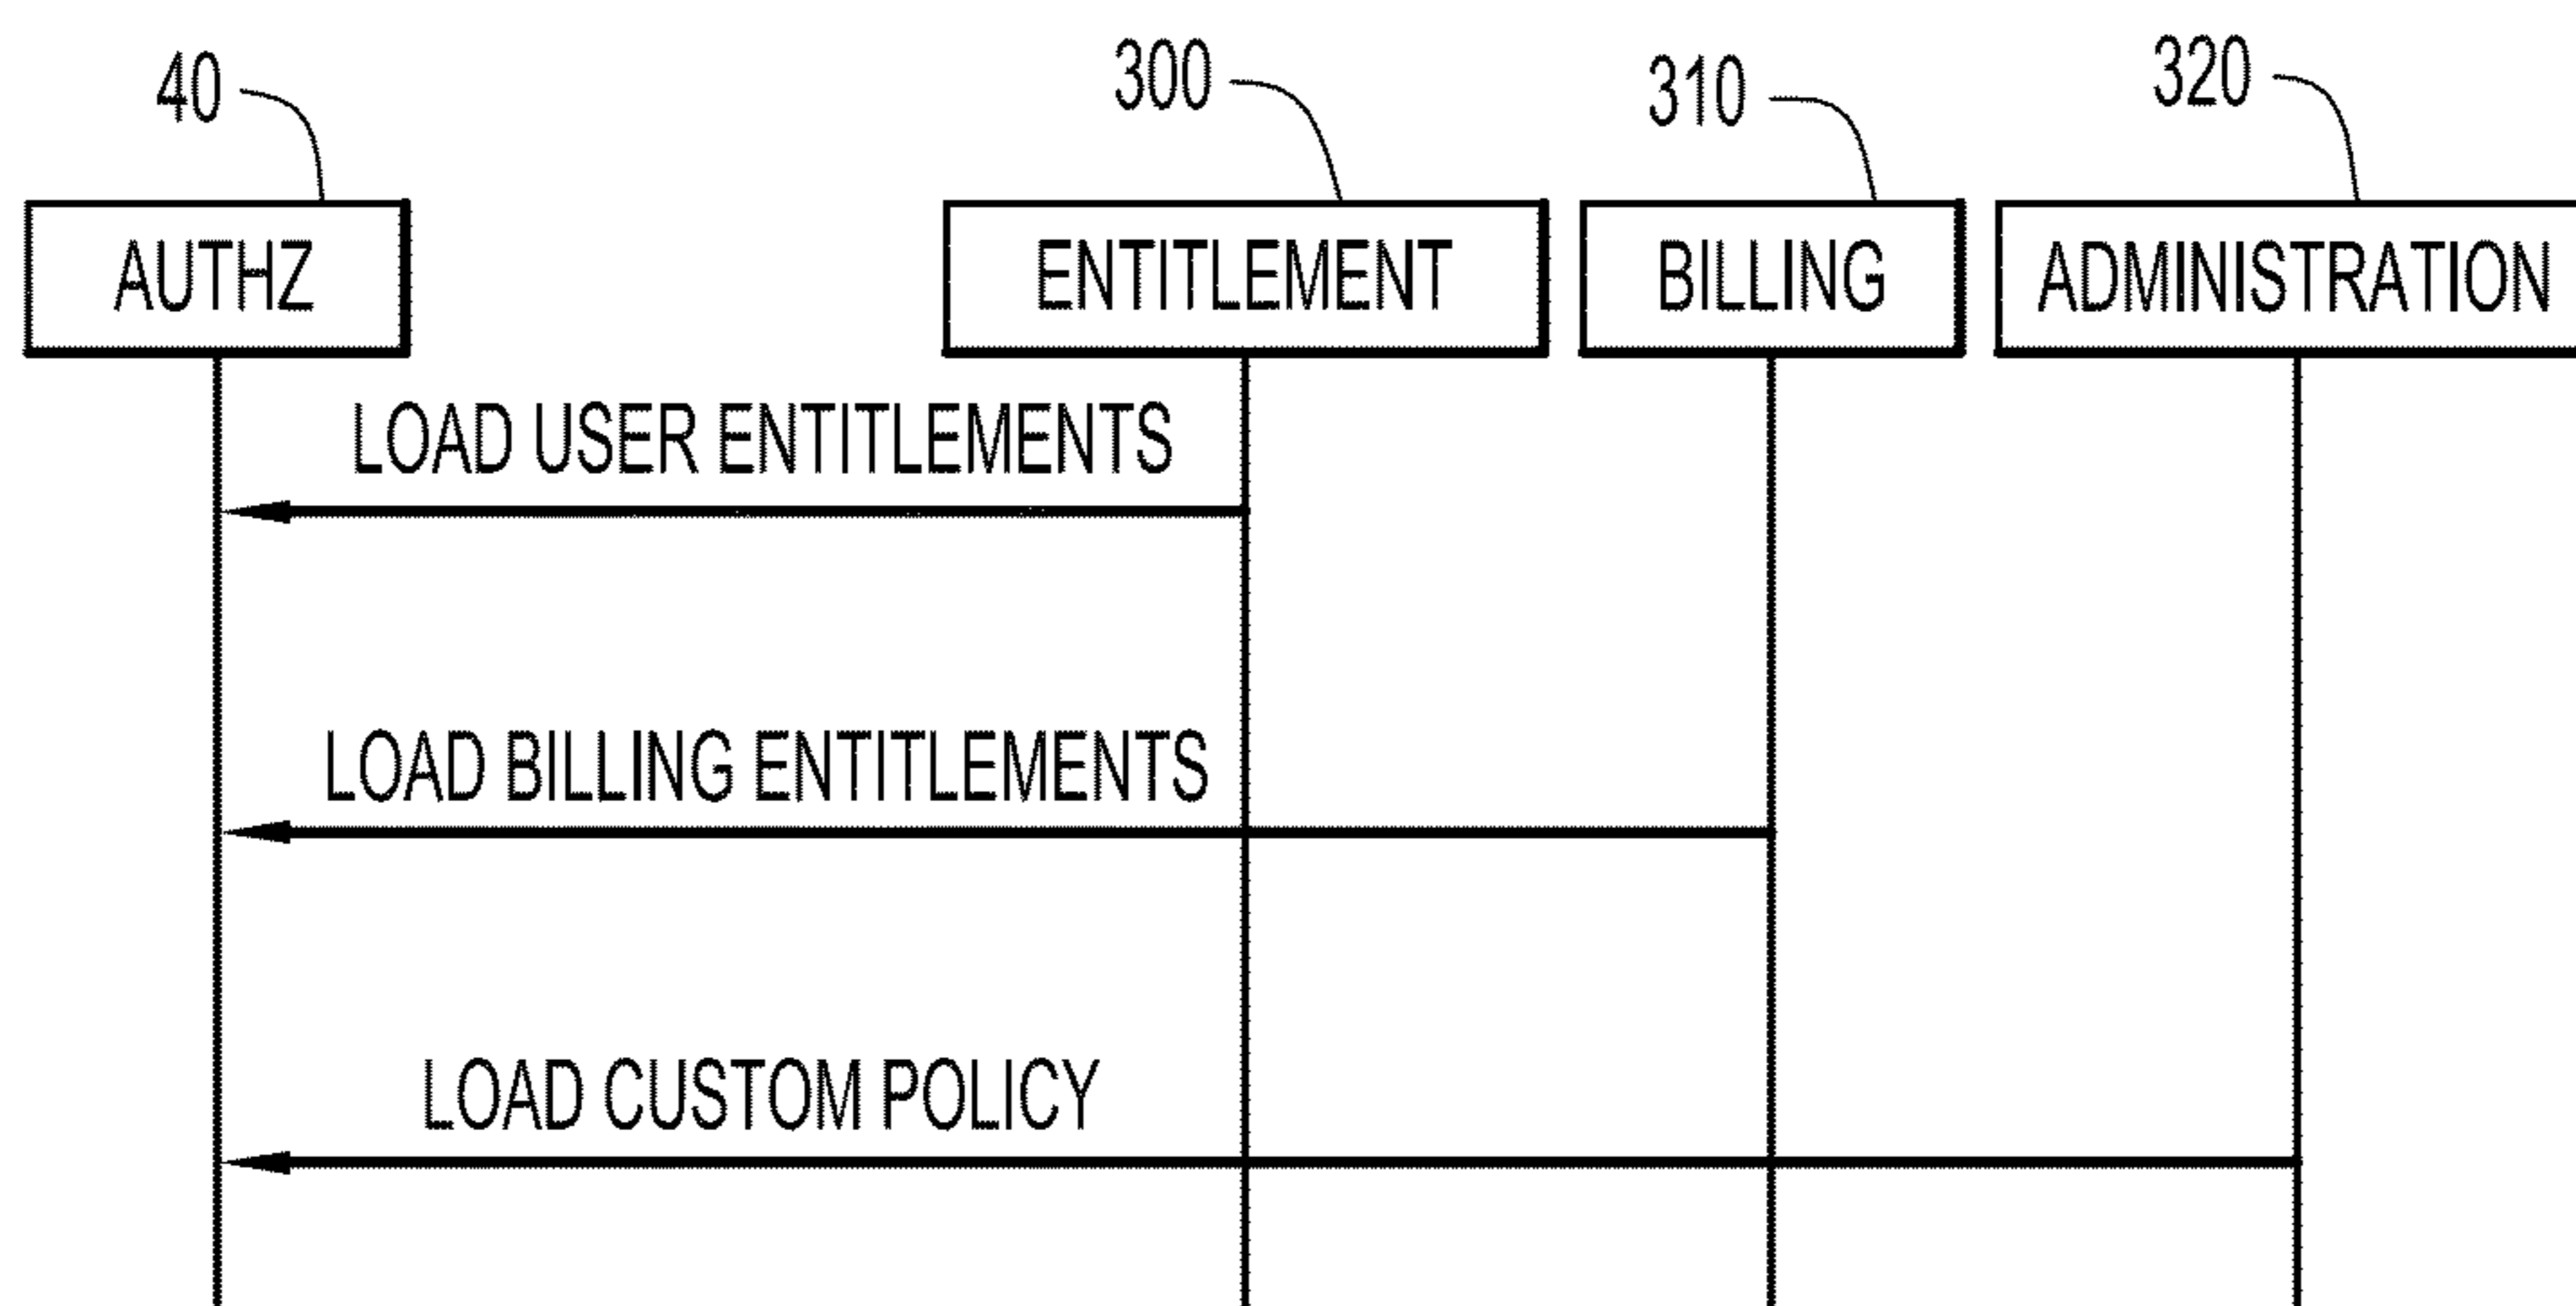 40
300
310
320
AUTHZ
ENTITLEMENT
BILLING
ADMINISTRATION
LOAD USER ENTITLEMENTS
LOAD BILLING ENTITLEMENTS
LOAD CUSTOM POLICY